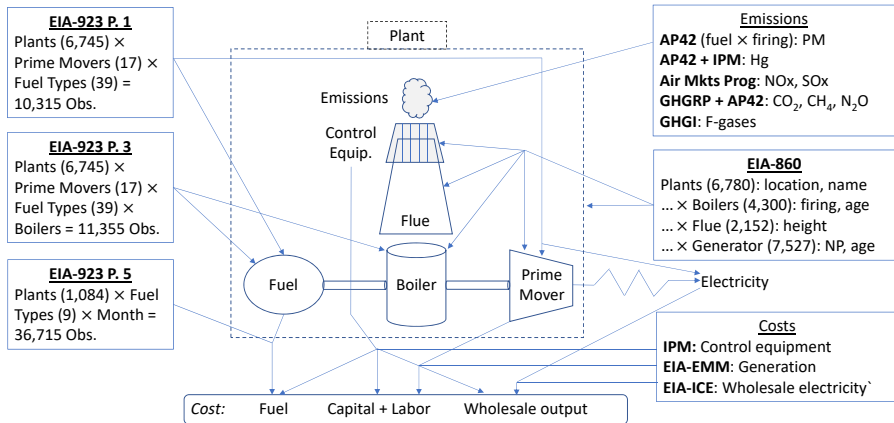 EIA-923 P. 1
Plants (6,745) ×
Prime Movers (17) ×
Fuel Types (39) =
10,315 Obs.
EIA-923 P. 3
Plants (6,745) ×
Prime Movers (17) ×
Fuel Types (39) ×
Boilers = 11,355 Obs.
EIA-923 P. 5
Plants (1,084) × Fuel
Types (9) × Month =
36,715 Obs.
Plant
Emissions
Control
Equip.
Flue
Fuel
Boiler
Prime
Mover
Electricity
Emissions
AP42 (fuel × firing): PM
AP42 + IPM: Hg
Air Mkts Prog: NOx, SOx
GHGRP + AP42: CO₂, CH₄, N₂O
GHGI: F-gases
EIA-860
Plants (6,780): location, name
... × Boilers (4,300): firing, age
... × Flue (2,152): height
... × Generator (7,527): NP, age
Costs
IPM: Control equipment
EIA-EMM: Generation
EIA-ICE: Wholesale electricity`
Cost: Fuel Capital + Labor Wholesale output